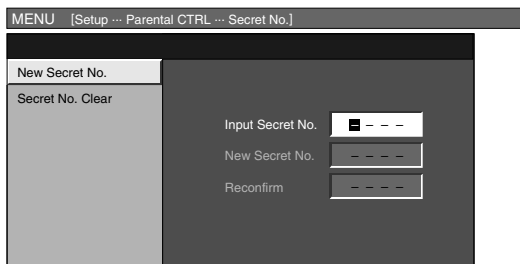 MENU [Setup ··· Parental CTRL ··· Secret No.]
New Secret No.
Secret No. Clear
Input Secret No. – – – –
New Secret No. – – – –
Reconfirm – – – –